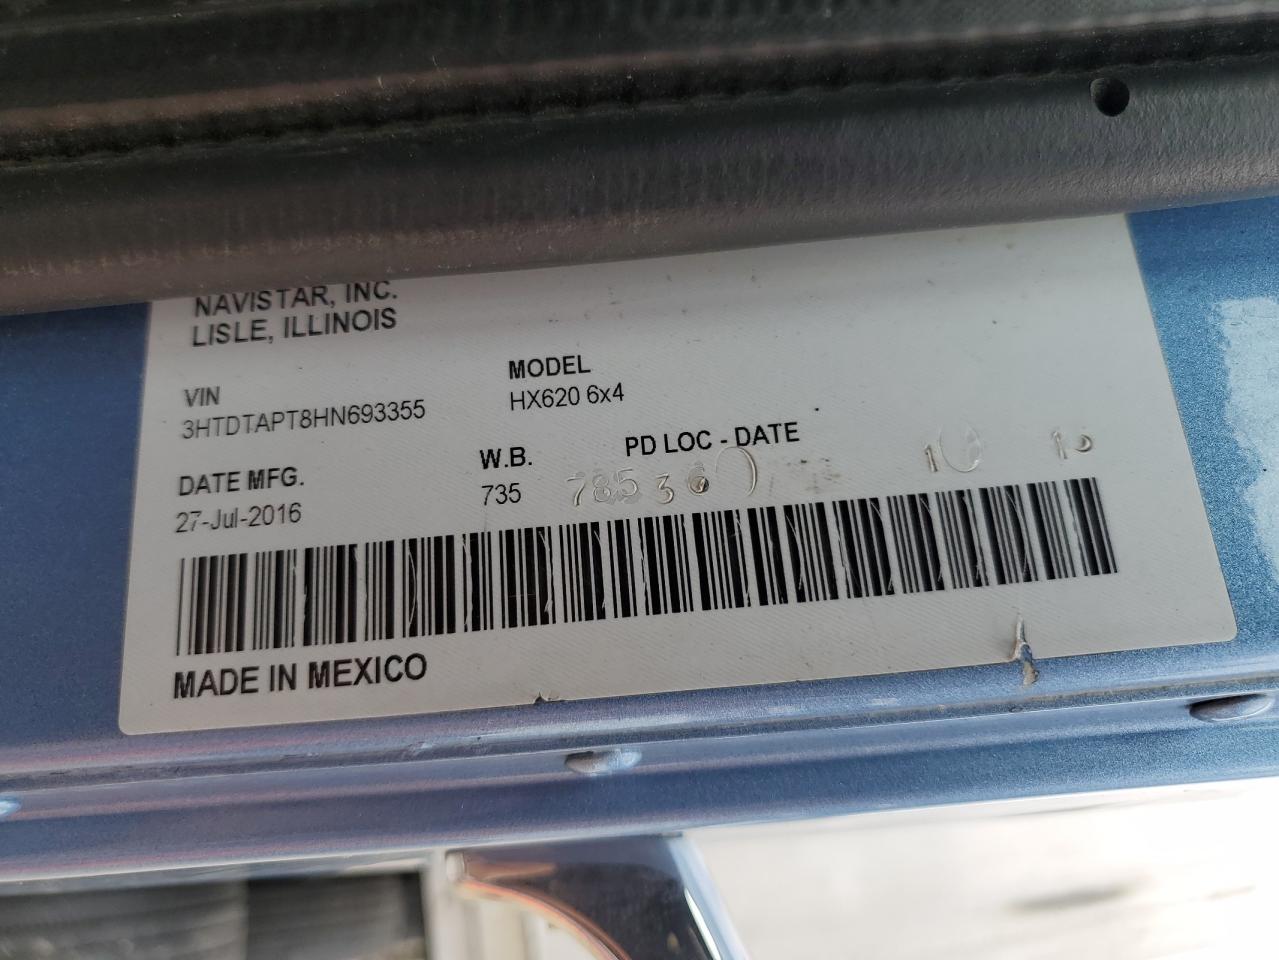 NAVISTAR, INC.
LISLE, ILLINOIS
VIN
3HTDTAPT8HN693355
MODEL
HX620 6x4
DATE MFG.
27-Jul-2016
W.B.
735
PD LOC - DATE
MADE IN MEXICO